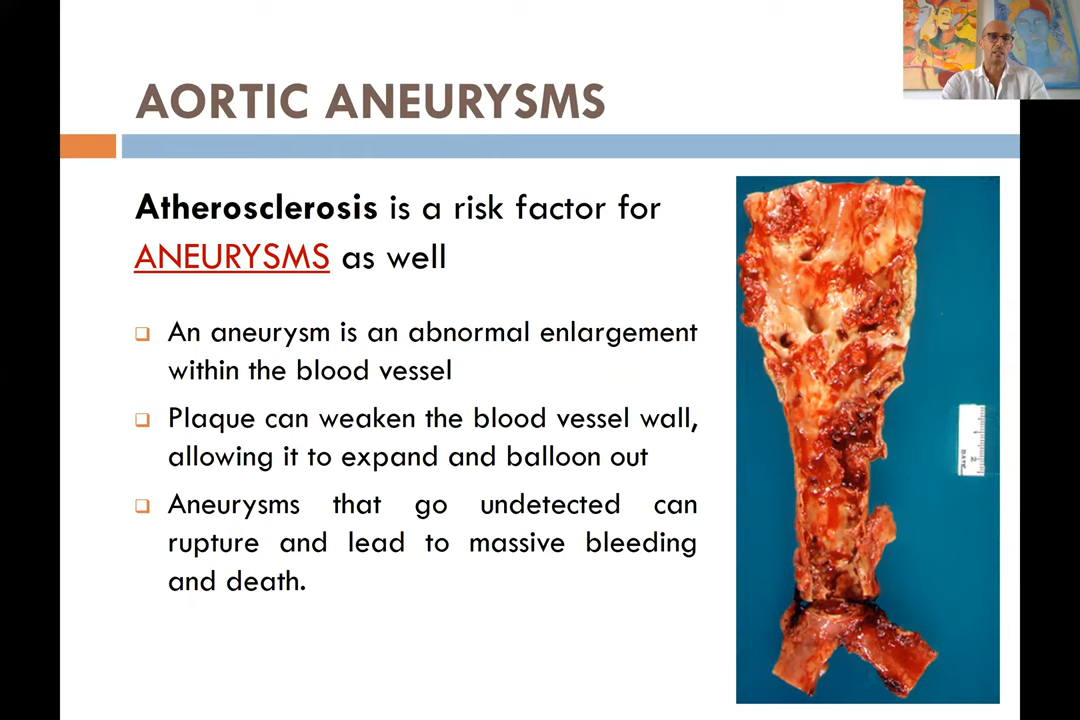 AORTIC ANEURYSMS
Atherosclerosis is a risk factor for
ANEURYSMS as well
An aneurysm is an abnormal enlargement
within the blood vessel
Plaque can weaken the blood vessel wall,
allowing it to expand and balloon out
Aneurysms that go undetected can
rupture and lead to massive bleeding
and death.